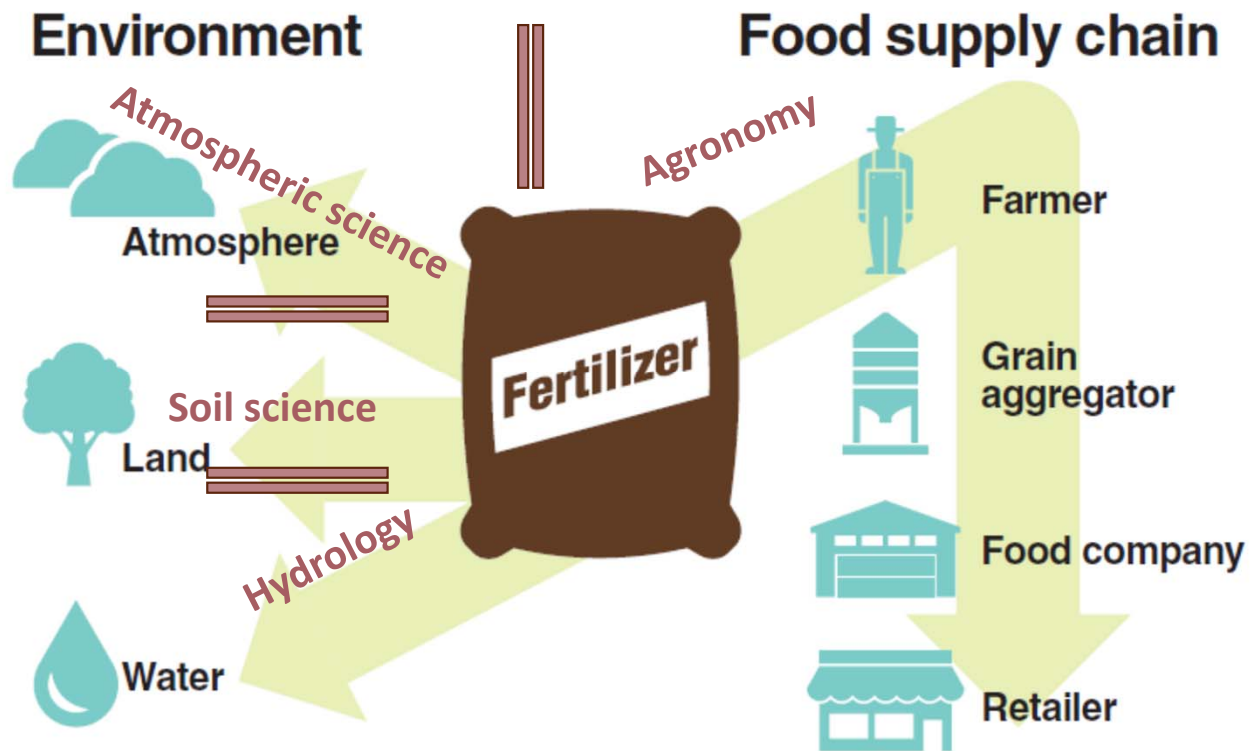 Environment
Food supply chain
Atmospheric science
Agronomy
Atmosphere
Farmer
Fertilizer
Grain
aggregator
Soil science
Land
Hydrology
Food company
Water
Retailer